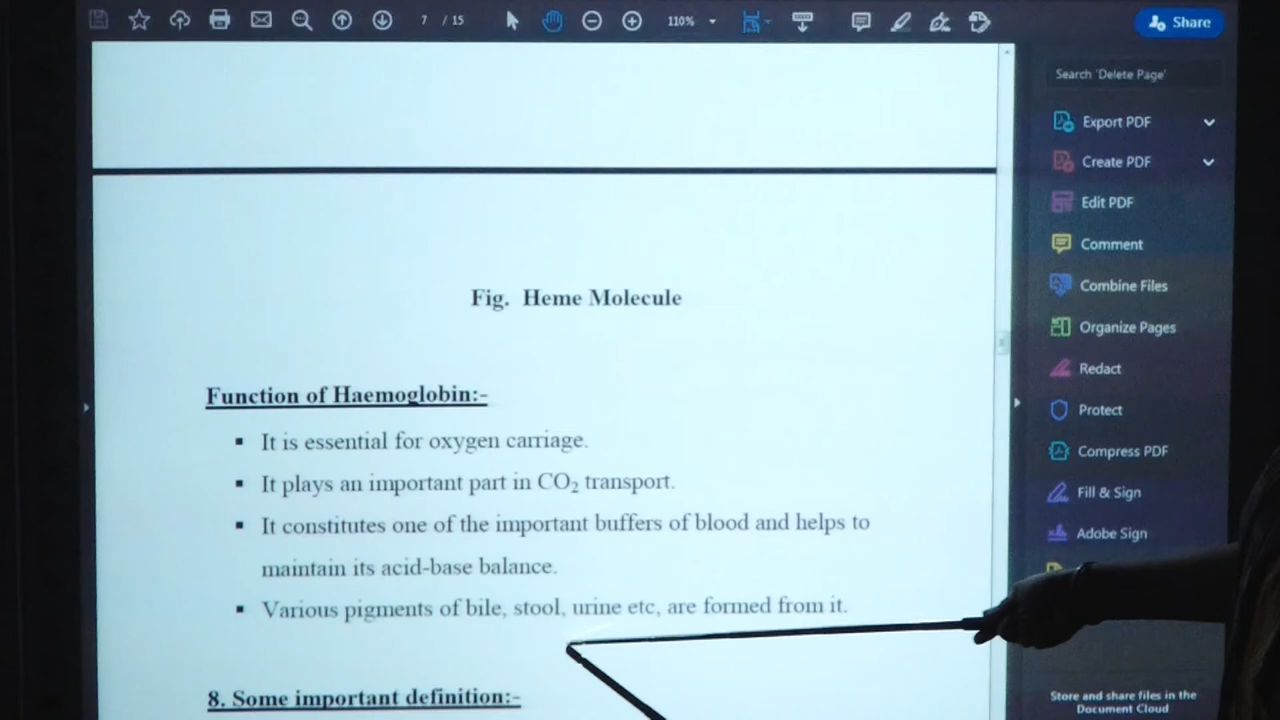 7 / 15
110%
Share
Search 'Delete Page'
Export PDF
Create PDF
Edit PDF
Comment
Combine Files
Organize Pages
Redact
Protect
Compress PDF
Fill & Sign
Adobe Sign
Store and share files in the
Document Cloud
Fig. Heme Molecule
Function of Haemoglobin:-
▪ It is essential for oxygen carriage.
▪ It plays an important part in CO₂ transport.
▪ It constitutes one of the important buffers of blood and helps to
maintain its acid-base balance.
▪ Various pigments of bile, stool, urine etc, are formed from it.
8. Some important definition:-